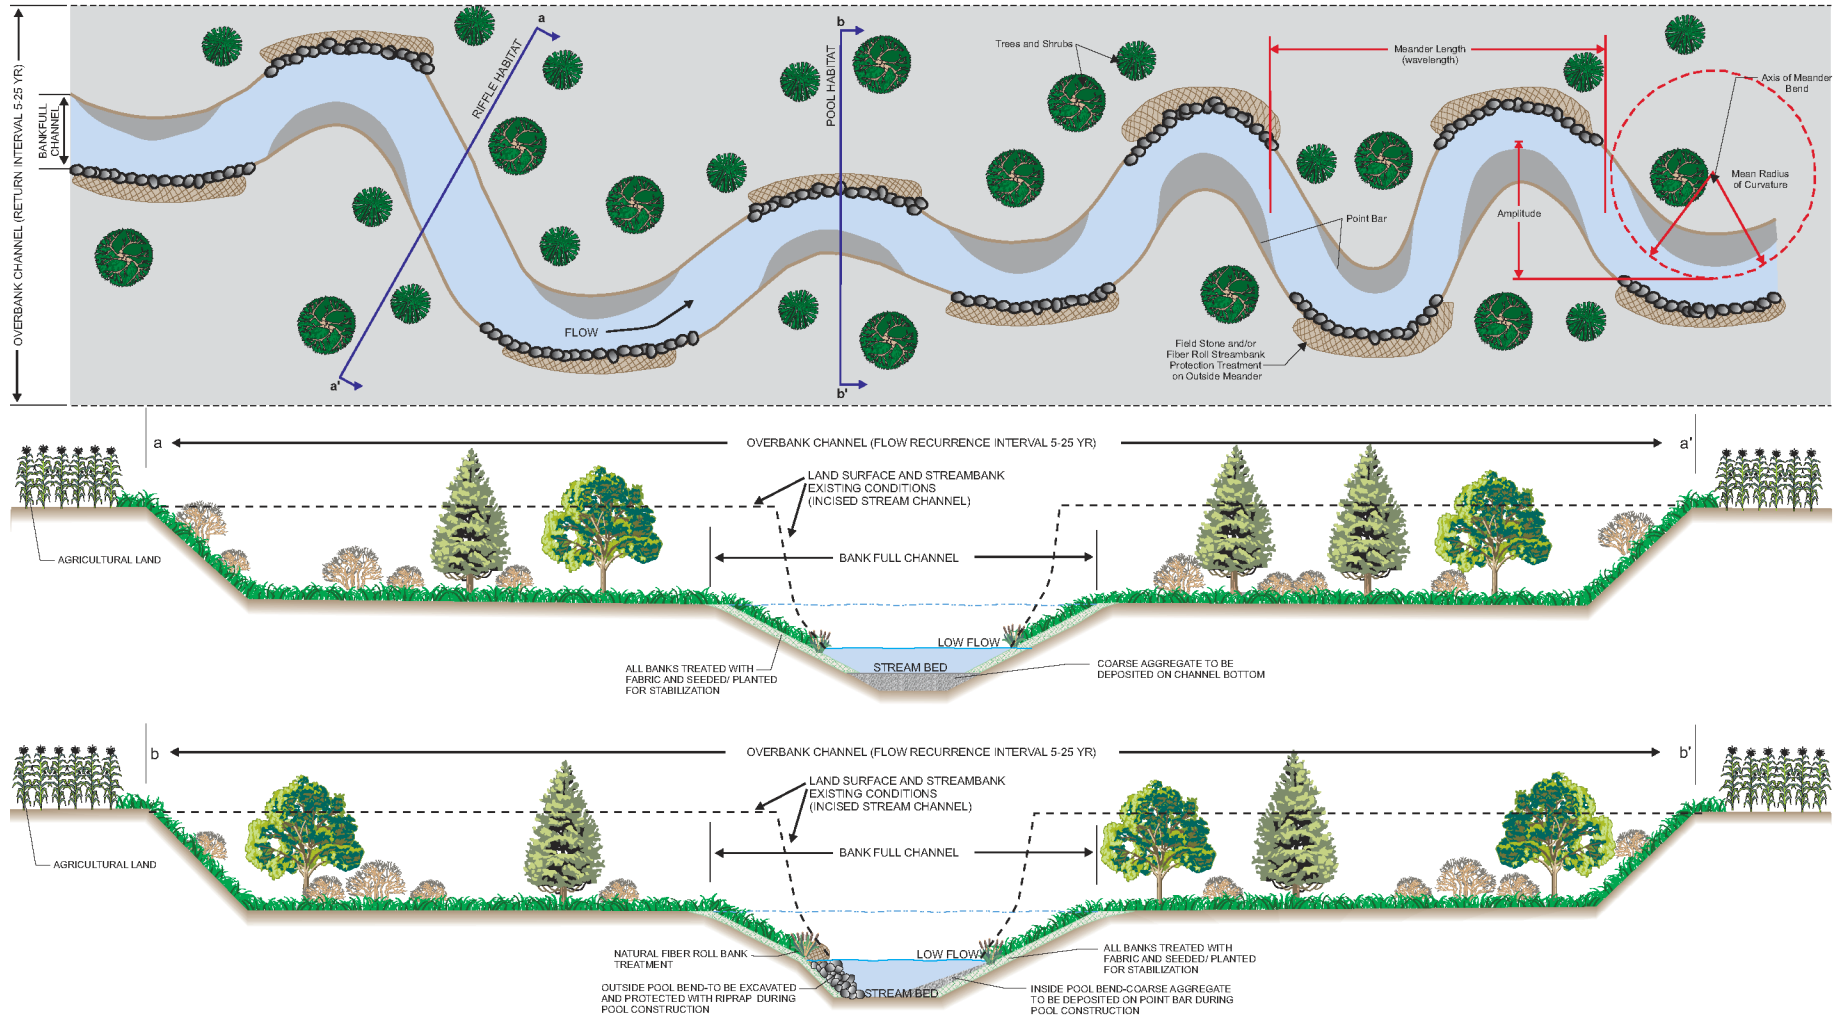 OVERBANK CHANNEL (RETURN INTERVAL 5-25 YR)
BANKFULL
CHANNEL
a
RIFFLE HABITAT
a'
FLOW
b
POOL HABITAT
b'
Trees and Shrubs
Meander Length
(wavelength)
Axis of Meander
Bend
Mean Radius
of Curvature
Amplitude
Point Bar
Field Stone and/or
Fiber Roll Streambank
Protection Treatment
on Outside Meander
a
OVERBANK CHANNEL (FLOW RECURRENCE INTERVAL 5-25 YR)
a'
LAND SURFACE AND STREAMBANK
EXISTING CONDITIONS
(INCISED STREAM CHANNEL)
AGRICULTURAL LAND
BANK FULL CHANNEL
LOW FLOW
STREAM BED
ALL BANKS TREATED WITH
FABRIC AND SEEDED/ PLANTED
FOR STABILIZATION
COARSE AGGREGATE TO BE
DEPOSITED ON CHANNEL BOTTOM
b
OVERBANK CHANNEL (FLOW RECURRENCE INTERVAL 5-25 YR)
b'
LAND SURFACE AND STREAMBANK
EXISTING CONDITIONS
(INCISED STREAM CHANNEL)
AGRICULTURAL LAND
BANK FULL CHANNEL
NATURAL FIBER ROLL BANK
TREATMENT
LOW FLOW
ALL BANKS TREATED WITH
FABRIC AND SEEDED/ PLANTED
FOR STABILIZATION
OUTSIDE POOL BEND-TO BE EXCAVATED
AND PROTECTED WITH RIPRAP DURING
POOL CONSTRUCTION
STREAM BED
INSIDE POOL BEND-COARSE AGGREGATE
TO BE DEPOSITED ON POINT BAR DURING
POOL CONSTRUCTION